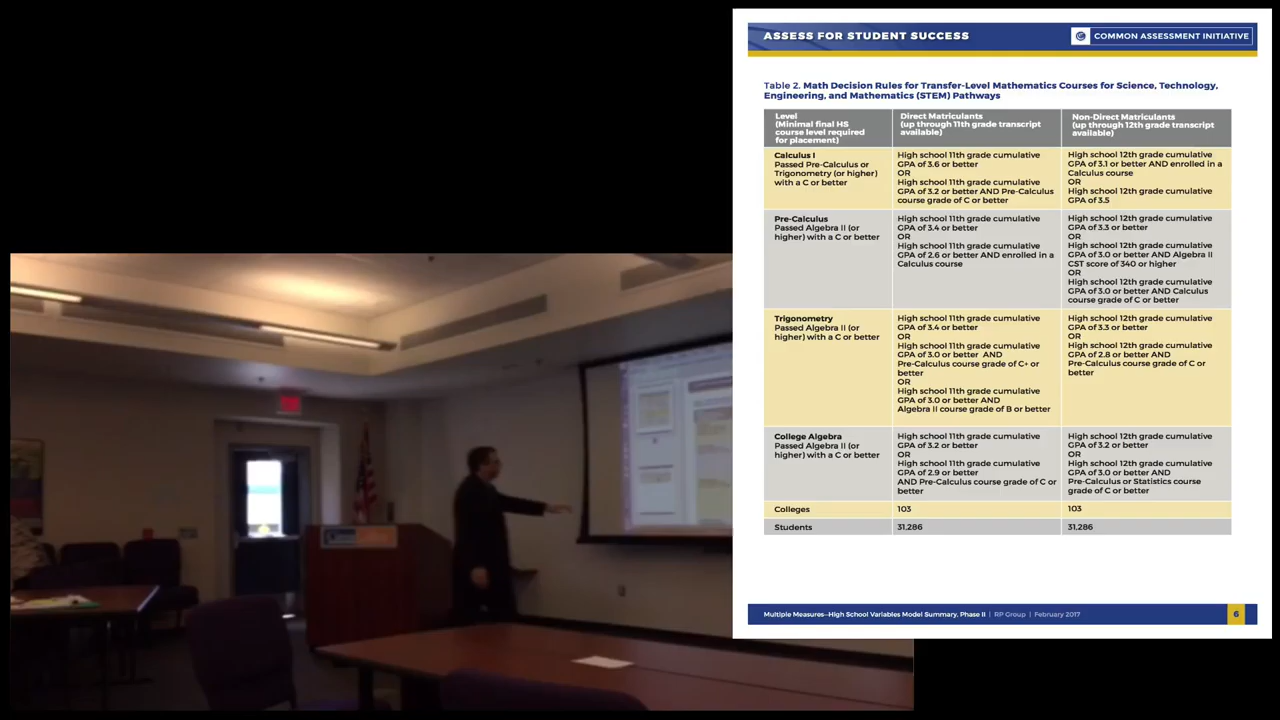 ASSESS FOR STUDENT SUCCESS
COMMON ASSESSMENT INITIATIVE
Table 2. Math Decision Rules for Transfer-Level Mathematics Courses for Science, Technology,
Engineering, and Mathematics (STEM) Pathways
Level
(Minimal final HS
course level required
for placement)
Direct Matriculants
(up through 11th grade transcript
available)
Non-Direct Matriculants
(up through 12th grade transcript
available)
Calculus I
Passed Pre-Calculus or
Trigonometry (or higher)
with a C or better
High school 11th grade cumulative
GPA of 3.6 or better
OR
High school 11th grade cumulative
GPA of 3.2 or better AND Pre-Calculus
course grade of C or better
High school 12th grade cumulative
GPA of 3.1 or better AND enrolled in a
Calculus course
OR
High school 12th grade cumulative
GPA of 3.5
Pre-Calculus
Passed Algebra II (or
higher) with a C or better
High school 11th grade cumulative
GPA of 3.4 or better
OR
High school 11th grade cumulative
GPA of 2.6 or better AND enrolled in a
Calculus course
High school 12th grade cumulative
GPA of 3.3 or better
OR
High school 12th grade cumulative
GPA of 3.0 or better AND Algebra II
CST score of 340 or higher
OR
High school 12th grade cumulative
GPA of 3.0 or better AND Calculus
course grade of C or better
Trigonometry
Passed Algebra II (or
higher) with a C or better
High school 11th grade cumulative
GPA of 3.4 or better
OR
High school 11th grade cumulative
GPA of 3.0 or better AND
Pre-Calculus course grade of C+ or
better
OR
High school 11th grade cumulative
GPA of 3.0 or better AND
Algebra II course grade of B or better
High school 12th grade cumulative
GPA of 3.3 or better
OR
High school 12th grade cumulative
GPA of 2.8 or better AND
Pre-Calculus course grade of C or
better
College Algebra
Passed Algebra II (or
higher) with a C or better
High school 11th grade cumulative
GPA of 3.2 or better
OR
High school 11th grade cumulative
GPA of 2.9 or better
AND Pre-Calculus course grade of C or
better
High school 12th grade cumulative
GPA of 3.2 or better
OR
High school 12th grade cumulative
GPA of 3.0 or better AND
Pre-Calculus or Statistics course
grade of C or better
Colleges
103
103
Students
31,286
31,286
Multiple Measures—High School Variables Model Summary, Phase II | RP Group | February 2017
6